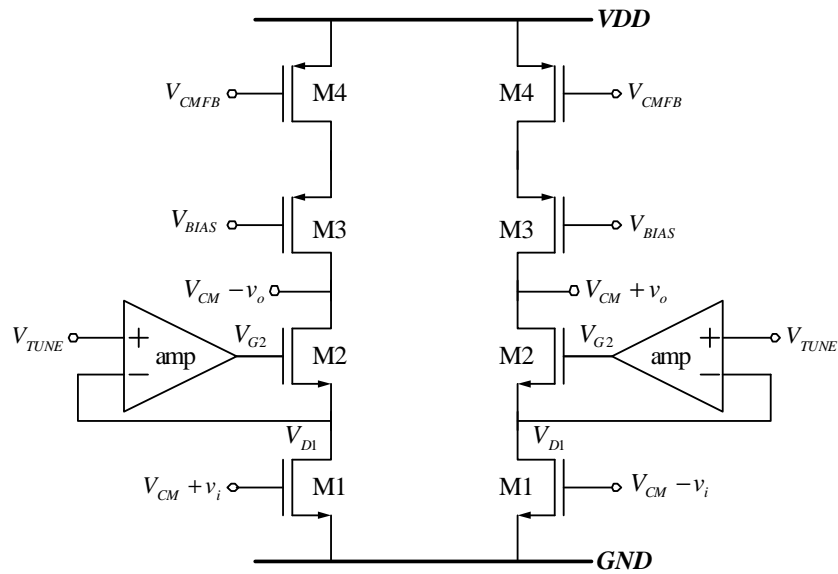 VDD
V_CMFB M4 M4 V_CMFB
V_BIAS M3 M3 V_BIAS
V_CM − v_o V_CM + v_o
V_TUNE + amp − V_G2 M2 M2 V_G2 + amp − V_TUNE
V_D1 V_D1
V_CM + v_i M1 M1 V_CM − v_i
GND